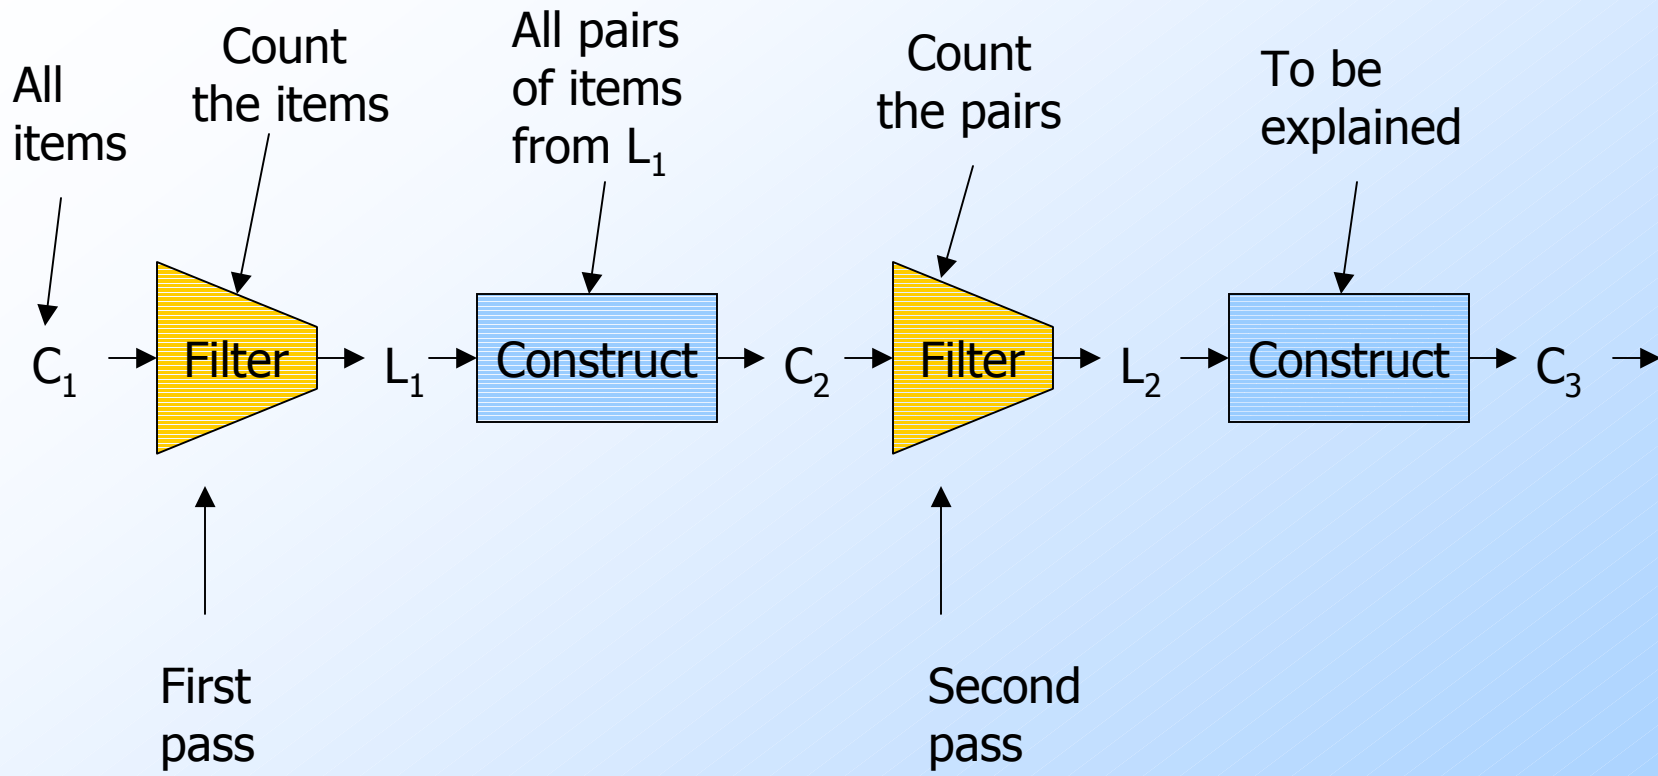 All
items
Count
the items
All pairs
of items
from L₁
Count
the pairs
To be
explained
C₁
Filter
L₁
Construct
C₂
Filter
L₂
Construct
C₃
First
pass
Second
pass